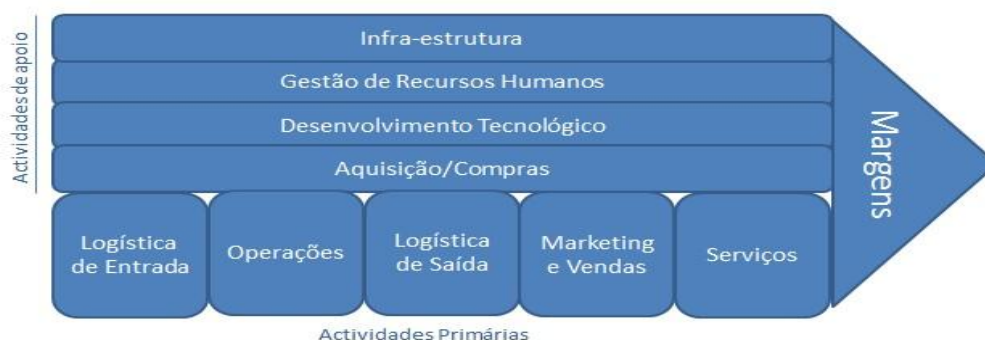 Actividades de apoio
Infra-estrutura
Gestão de Recursos Humanos
Desenvolvimento Tecnológico
Aquisição/Compras
Logística
de Entrada
Operações
Logística
de Saída
Marketing
e Vendas
Serviços
Margens
Actividades Primárias